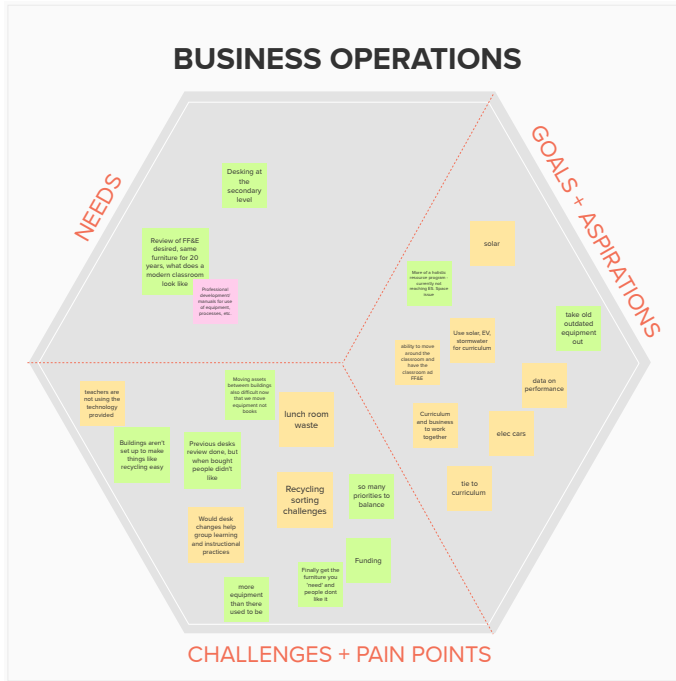 BUSINESS OPERATIONS
NEEDS
Desking at
the
secondary
level
Review of FF&E
desired, same
furniture for 20
years, what does a
modern classroom
look like
Professional
development/
manuals for use
of equipment,
processes, etc.
GOALS + ASPIRATIONS
solar
More of a holistic
resource program -
currently not
reaching ES. Space
issue
take old
outdated
equipment
out
Use solar, EV,
stormwater
for curriculum
ability to move
around the
classroom and
have the
classroom ad
FF&E
data on
performance
Curriculum
and business
to work
together
elec cars
tie to
curriculum
teachers are
not using the
technology
provided
Moving assets
between buildings
also difficult now
that we move
equipment not
books
lunch room
waste
Buildings aren't
set up to make
things like
recycling easy
Previous desks
review done, but
when bought
people didn't
like
Recycling
sorting
challenges
so many
priorities to
balance
Would desk
changes help
group learning
and instructional
practices
Funding
Finally get the
furniture you
'need' and
people dont
like it
more
equipment
than there
used to be
CHALLENGES + PAIN POINTS